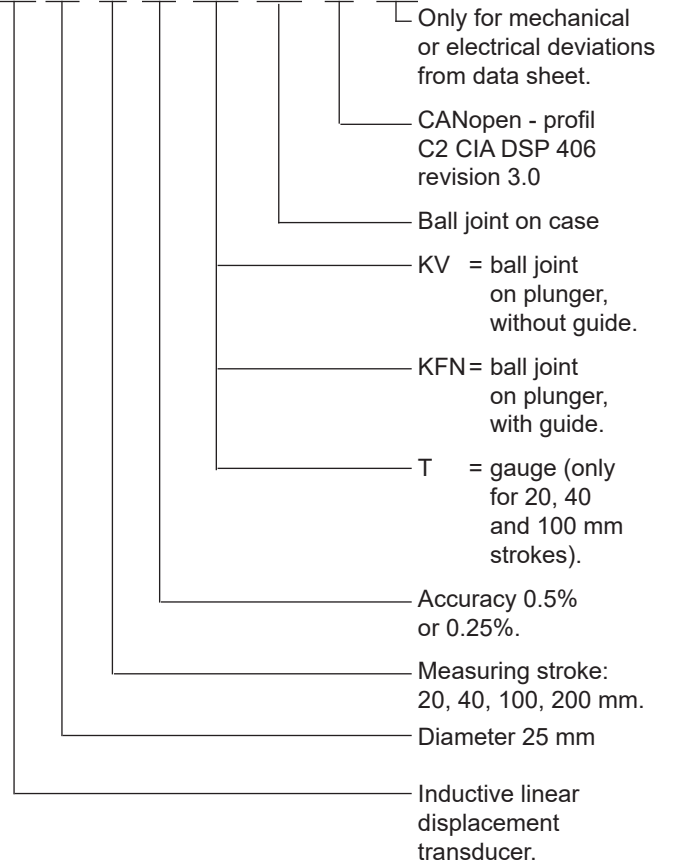 Only for mechanical
or electrical deviations
from data sheet.
CANopen - profil
C2 CIA DSP 406
revision 3.0
Ball joint on case
KV = ball joint
on plunger,
without guide.
KFN = ball joint
on plunger,
with guide.
T = gauge (only
for 20, 40
and 100 mm
strokes).
Accuracy 0.5%
or 0.25%.
Measuring stroke:
20, 40, 100, 200 mm.
Diameter 25 mm
Inductive linear
displacement
transducer.